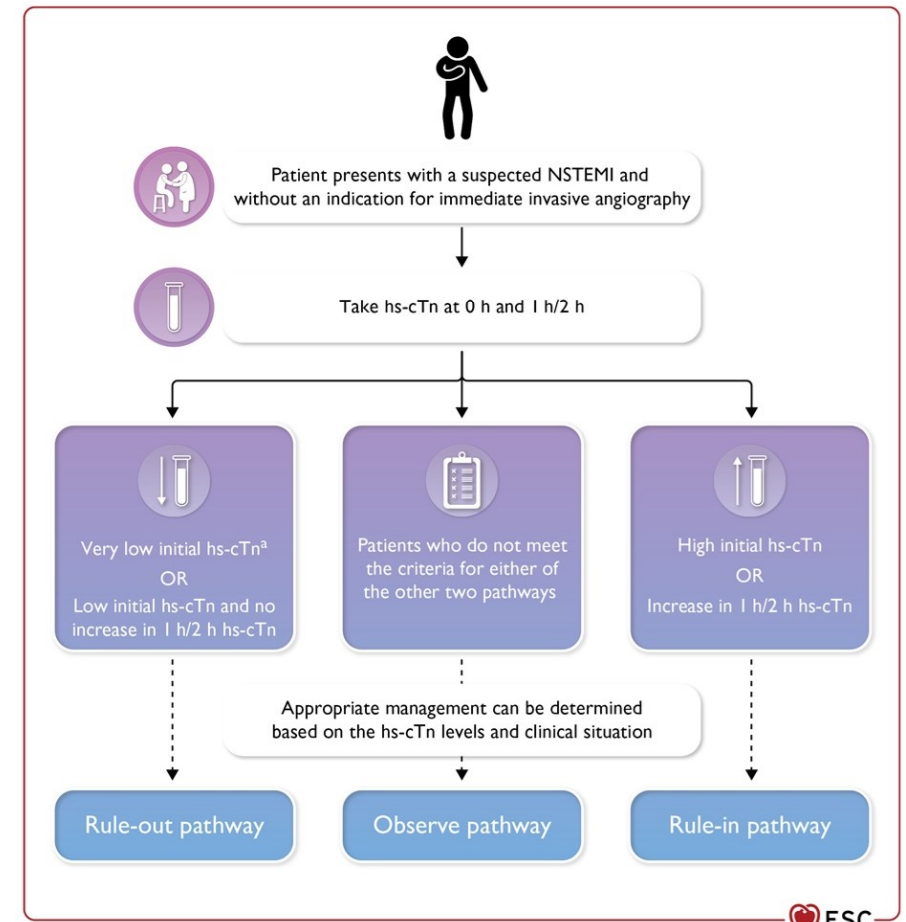 Patient presents with a suspected NSTEMI and
without an indication for immediate invasive angiography
Take hs-cTn at 0 h and 1 h/2 h
Very low initial hs-cTnᵃ
OR
Low initial hs-cTn and no
increase in 1 h/2 h hs-cTn
Patients who do not meet
the criteria for either of
the other two pathways
High initial hs-cTn
OR
Increase in 1 h/2 h hs-cTn
Appropriate management can be determined
based on the hs-cTn levels and clinical situation
Rule-out pathway
Observe pathway
Rule-in pathway
ESC